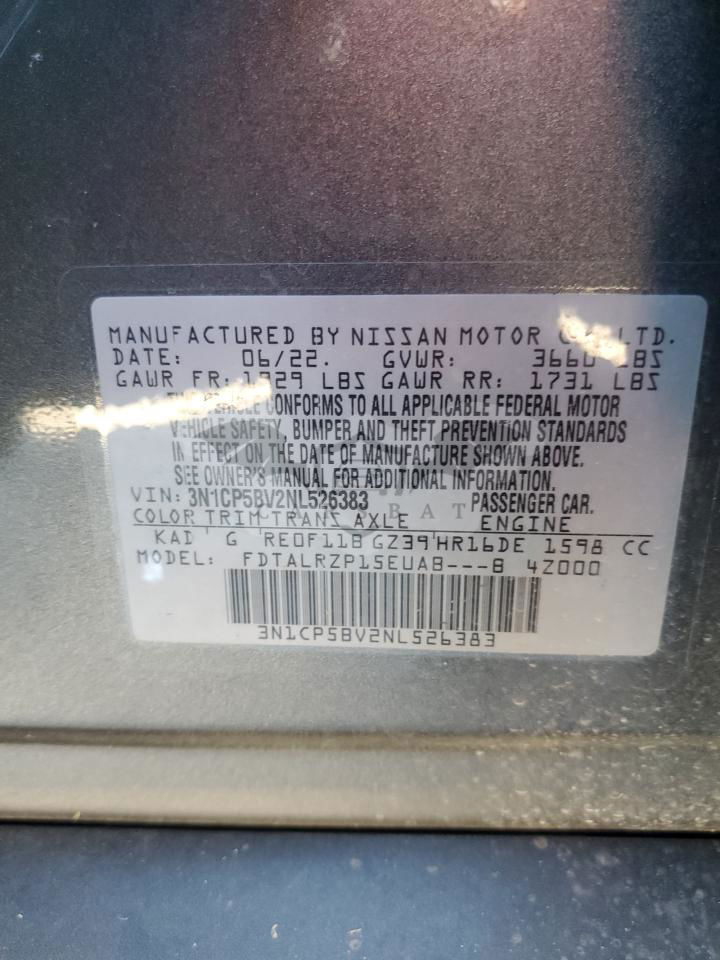 MANUFACTURED BY NISSAN MOTOR CO., LTD.
DATE: 06/22. GVWR: 3660 LBS
GAWR FR: 1929 LBS GAWR RR: 1731 LBS
THIS VEHICLE CONFORMS TO ALL APPLICABLE FEDERAL MOTOR
VEHICLE SAFETY, BUMPER AND THEFT PREVENTION STANDARDS
IN EFFECT ON THE DATE OF MANUFACTURE SHOWN ABOVE.
SEE OWNER'S MANUAL FOR ADDITIONAL INFORMATION.
VIN: 3N1CP5BV2NL526383 PASSENGER CAR.
COLOR TRIM TRANS AXLE ENGINE
KAD G RE0F11B GZ39 HR16DE 1598 CC
MODEL: FDTALRZP15EUAB---B 4Z000
3N1CP5BV2NL526383